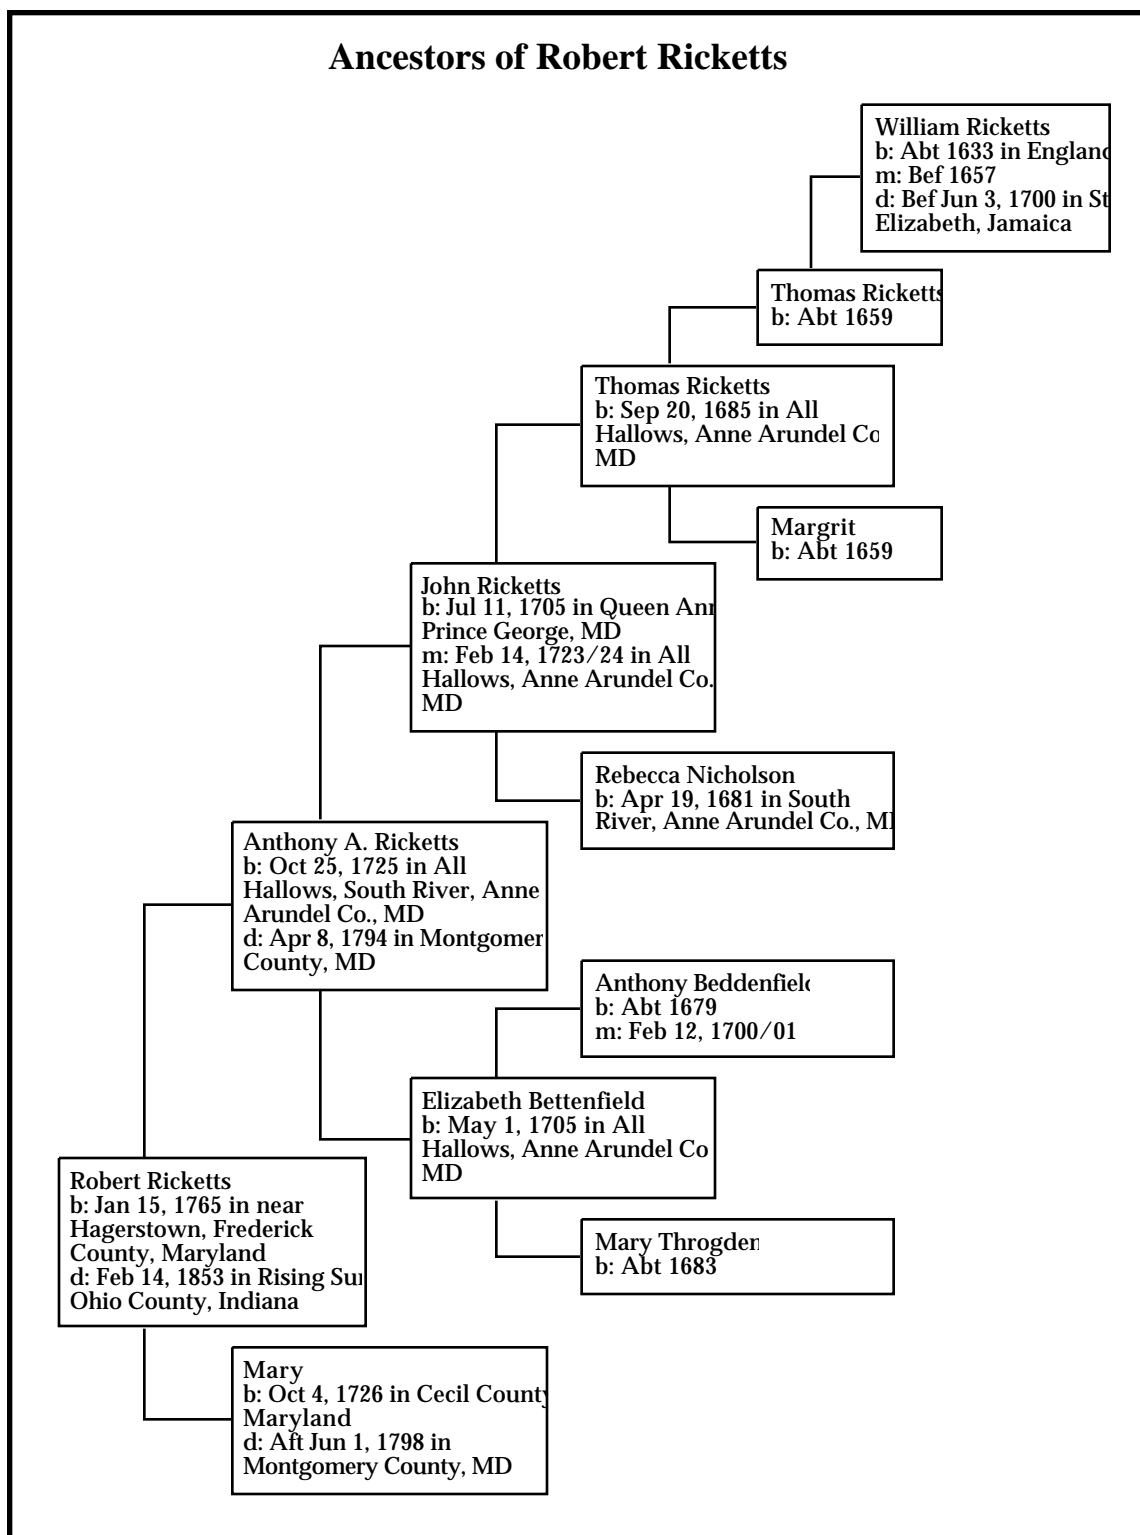 Ancestors of Robert Ricketts
William Ricketts
b: Abt 1633 in England
m: Bef 1657
d: Bef Jun 3, 1700 in St
Elizabeth, Jamaica
Thomas Ricketts
b: Abt 1659
Thomas Ricketts
b: Sep 20, 1685 in All
Hallows, Anne Arundel Co
MD
Margrit
b: Abt 1659
John Ricketts
b: Jul 11, 1705 in Queen Ann
Prince George, MD
m: Feb 14, 1723/24 in All
Hallows, Anne Arundel Co.
MD
Rebecca Nicholson
b: Apr 19, 1681 in South
River, Anne Arundel Co., MD
Anthony A. Ricketts
b: Oct 25, 1725 in All
Hallows, South River, Anne
Arundel Co., MD
d: Apr 8, 1794 in Montgomer
County, MD
Anthony Beddenfield
b: Abt 1679
m: Feb 12, 1700/01
Elizabeth Bettenfield
b: May 1, 1705 in All
Hallows, Anne Arundel Co
MD
Robert Ricketts
b: Jan 15, 1765 in near
Hagerstown, Frederick
County, Maryland
d: Feb 14, 1853 in Rising Sun
Ohio County, Indiana
Mary Throgden
b: Abt 1683
Mary
b: Oct 4, 1726 in Cecil County
Maryland
d: Aft Jun 1, 1798 in
Montgomery County, MD